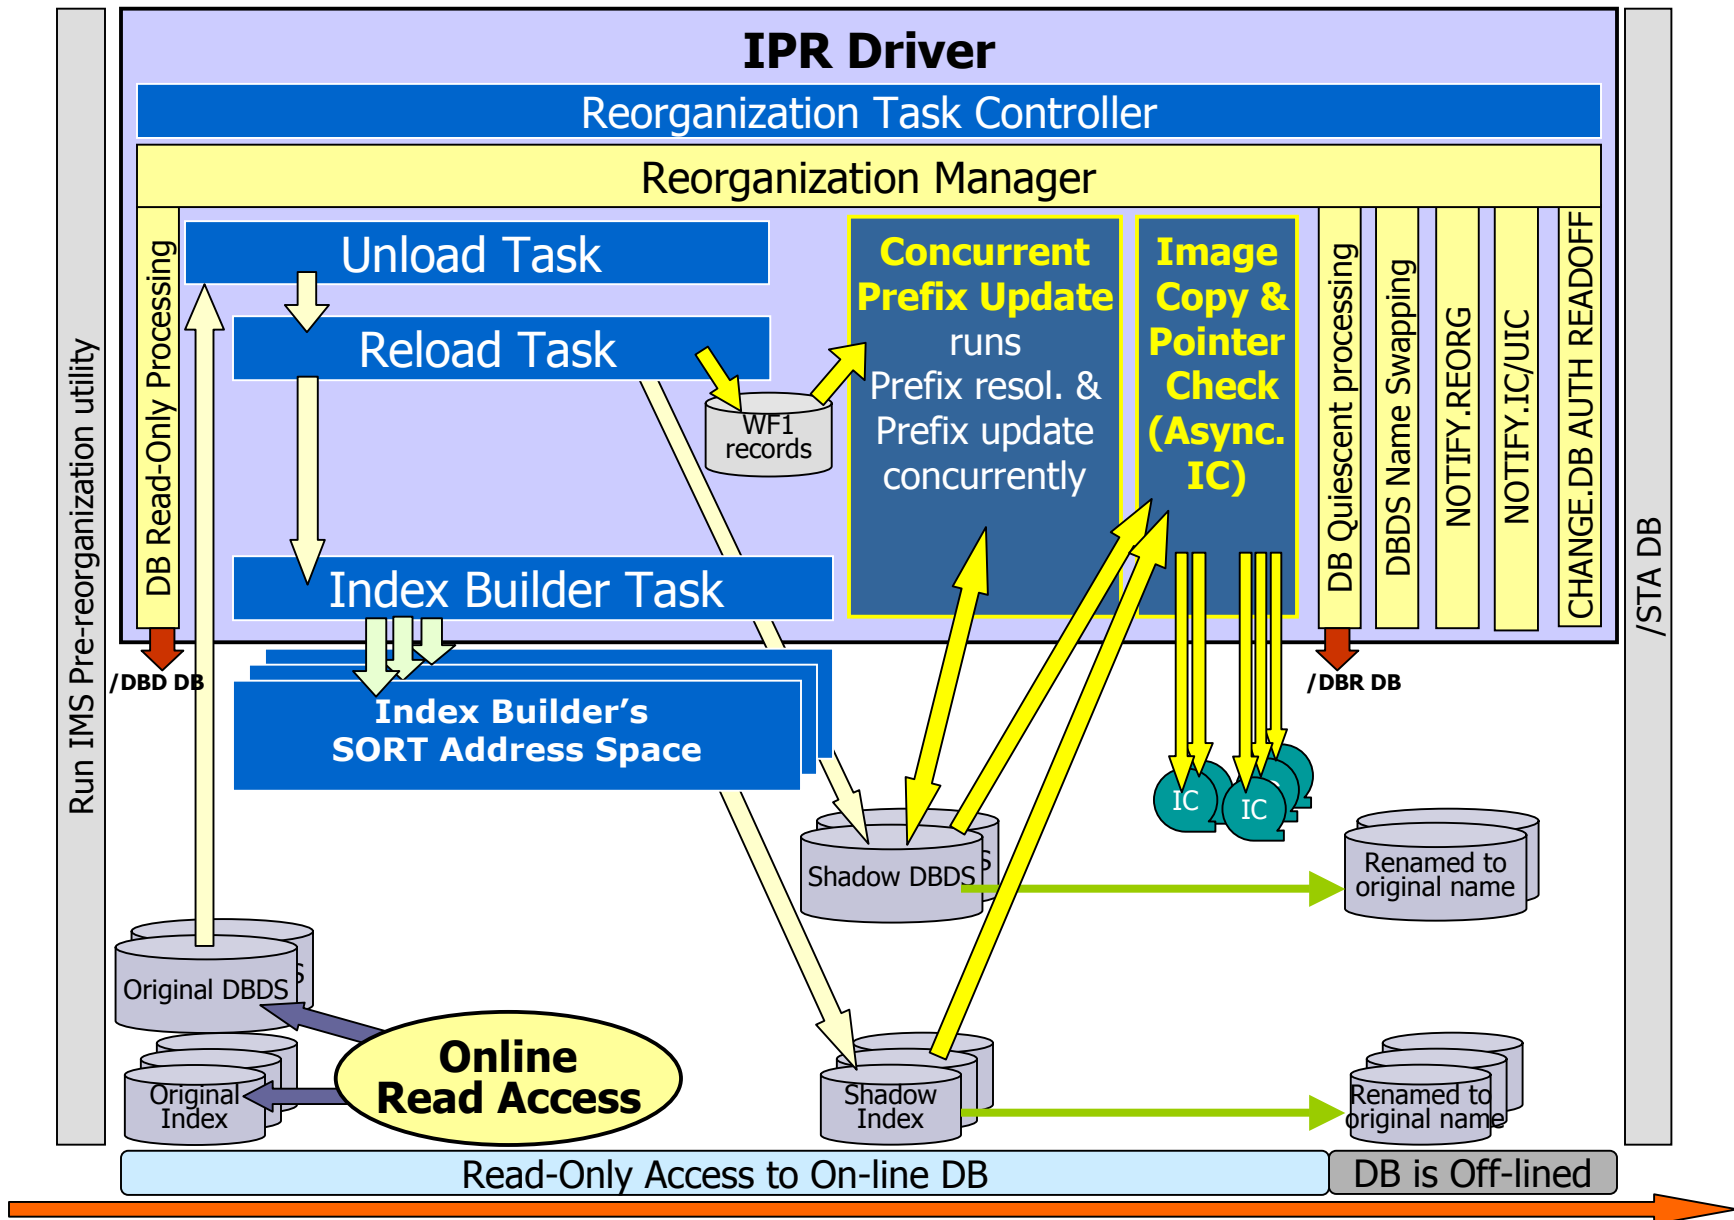 IPR Driver
Reorganization Task Controller
Reorganization Manager
Run IMS Pre-reorganization utility
DB Read-Only Processing
Unload Task
Reload Task
WF1
records
Index Builder Task
Concurrent
Prefix Update
runs
Prefix resol. &
Prefix update
concurrently
Image
Copy &
Pointer
Check
(Async.
IC)
DB Quiescent processing
DBDS Name Swapping
NOTIFY.REORG
NOTIFY.IC/UIC
CHANGE.DB AUTH READOFF
/STA DB
/DBD DB
/DBR DB
Index Builder's
SORT Address Space
IC
IC
Shadow DBDS
S
Renamed to
original name
Original DBDS
S
Online
Read Access
Original
Index
Shadow
Index
Renamed to
original name
Read-Only Access to On-line DB
DB is Off-lined